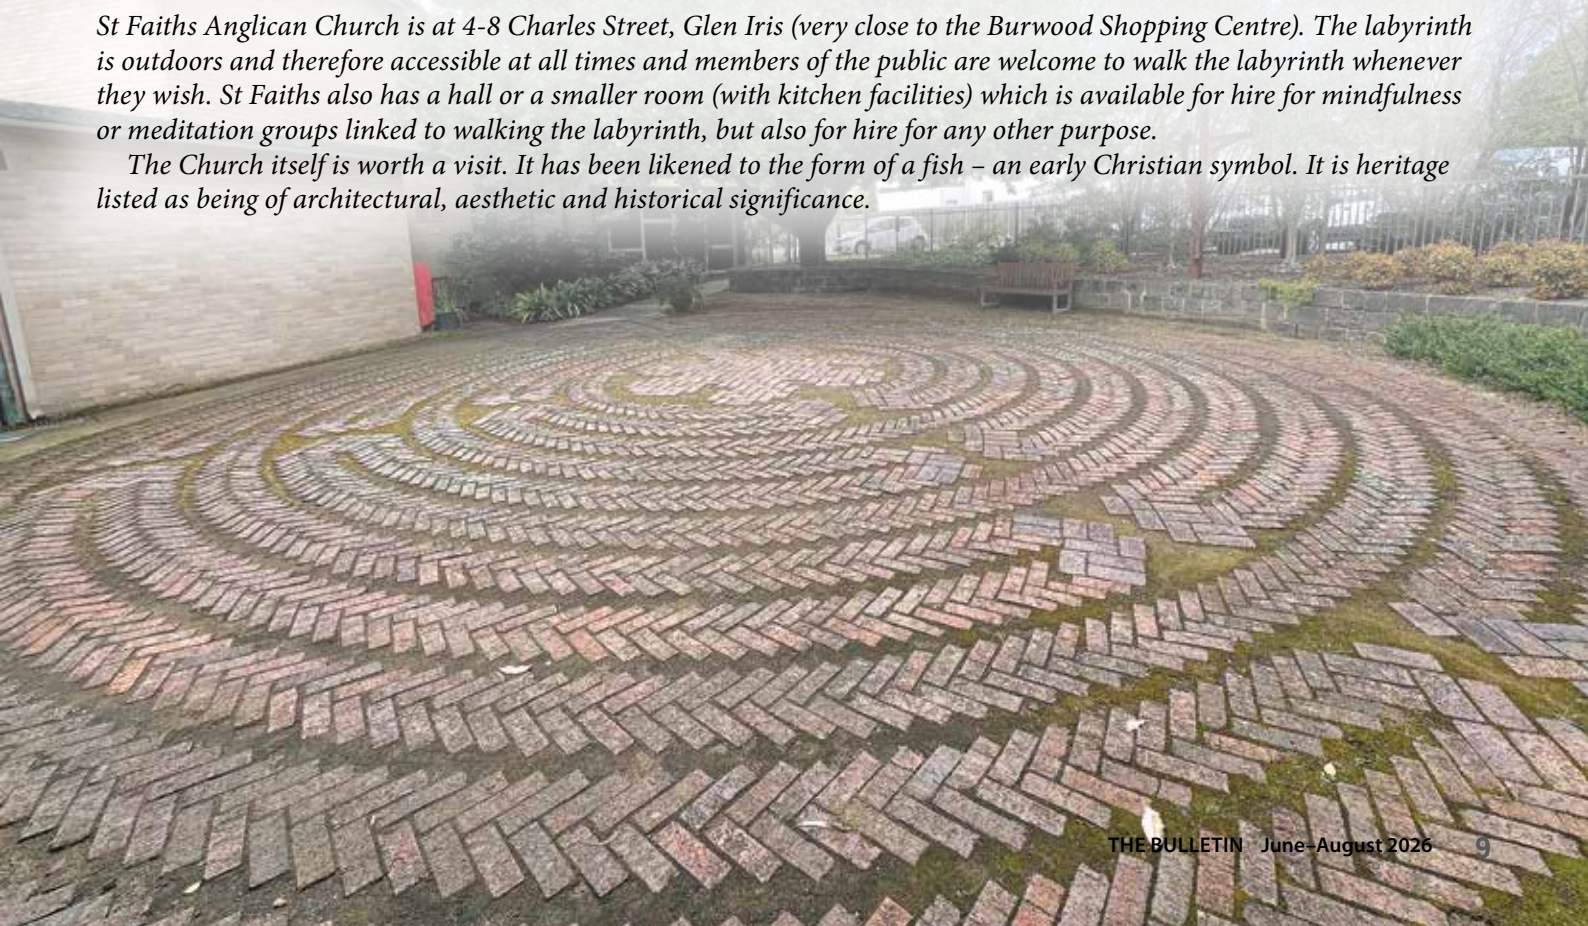 St Faiths Anglican Church is at 4-8 Charles Street, Glen Iris (very close to the Burwood Shopping Centre). The labyrinth
is outdoors and therefore accessible at all times and members of the public are welcome to walk the labyrinth whenever
they wish. St Faiths also has a hall or a smaller room (with kitchen facilities) which is available for hire for mindfulness
or meditation groups linked to walking the labyrinth, but also for hire for any other purpose.
The Church itself is worth a visit. It has been likened to the form of a fish – an early Christian symbol. It is heritage
listed as being of architectural, aesthetic and historical significance.
THE BULLETIN June–August 2026 9